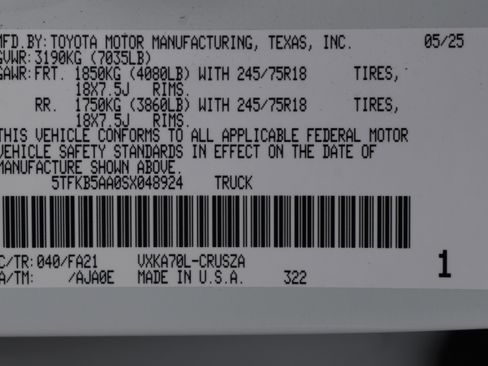 MFD.BY: TOYOTA MOTOR MANUFACTURING, TEXAS, INC. 05/25
GVWR: 3190KG (7035LB)
GAWR: FRT. 1850KG (4080LB) WITH 245/75R18 TIRES,
18X7.5J RIMS.
RR. 1750KG (3860LB) WITH 245/75R18 TIRES,
18X7.5J RIMS.
THIS VEHICLE CONFORMS TO ALL APPLICABLE FEDERAL MOTOR
VEHICLE SAFETY STANDARDS IN EFFECT ON THE DATE OF
MANUFACTURE SHOWN ABOVE.
5TFKB5AA0SX048924 TRUCK
C/TR: 040/FA21 VXKA70L-CRUSZA 1
A/TM: /AJA0E MADE IN U.S.A. 322